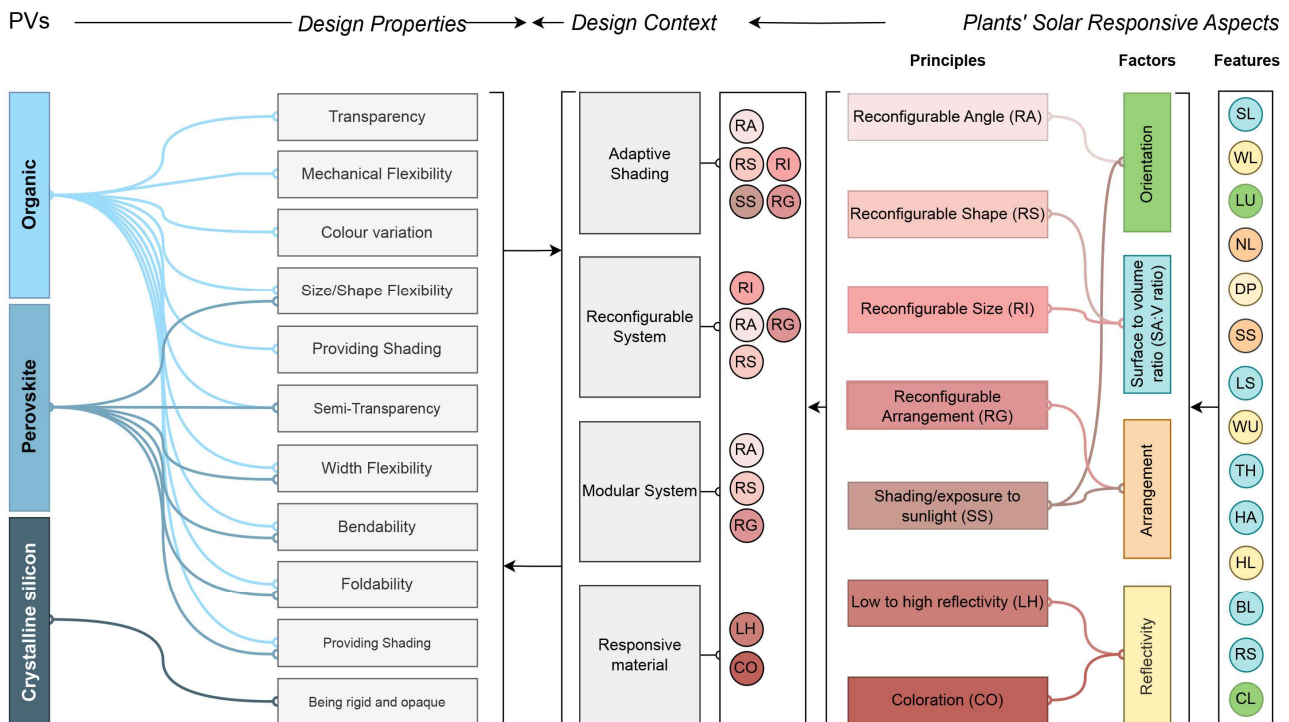 PVs
Design Properties
Design Context
Plants' Solar Responsive Aspects
Principles
Factors
Features
Organic
Perovskite
Crystalline silicon
Transparency
Mechanical Flexibility
Colour variation
Size/Shape Flexibility
Providing Shading
Semi-Transparency
Width Flexibility
Bendability
Foldability
Providing Shading
Being rigid and opaque
Adaptive
Shading
RA
RS
RI
SS
RG
Reconfigurable
System
RI
RA
RG
RS
Modular System
RA
RS
RG
Responsive
material
LH
CO
Reconfigurable Angle (RA)
Reconfigurable Shape (RS)
Reconfigurable Size (RI)
Reconfigurable
Arrangement (RG)
Shading/exposure to
sunlight (SS)
Low to high reflectivity (LH)
Coloration (CO)
Orientation
Surface to volume
ratio (SA:V ratio)
Arrangement
Reflectivity
SL
WL
LU
NL
DP
SS
LS
WU
TH
HA
HL
BL
RS
CL